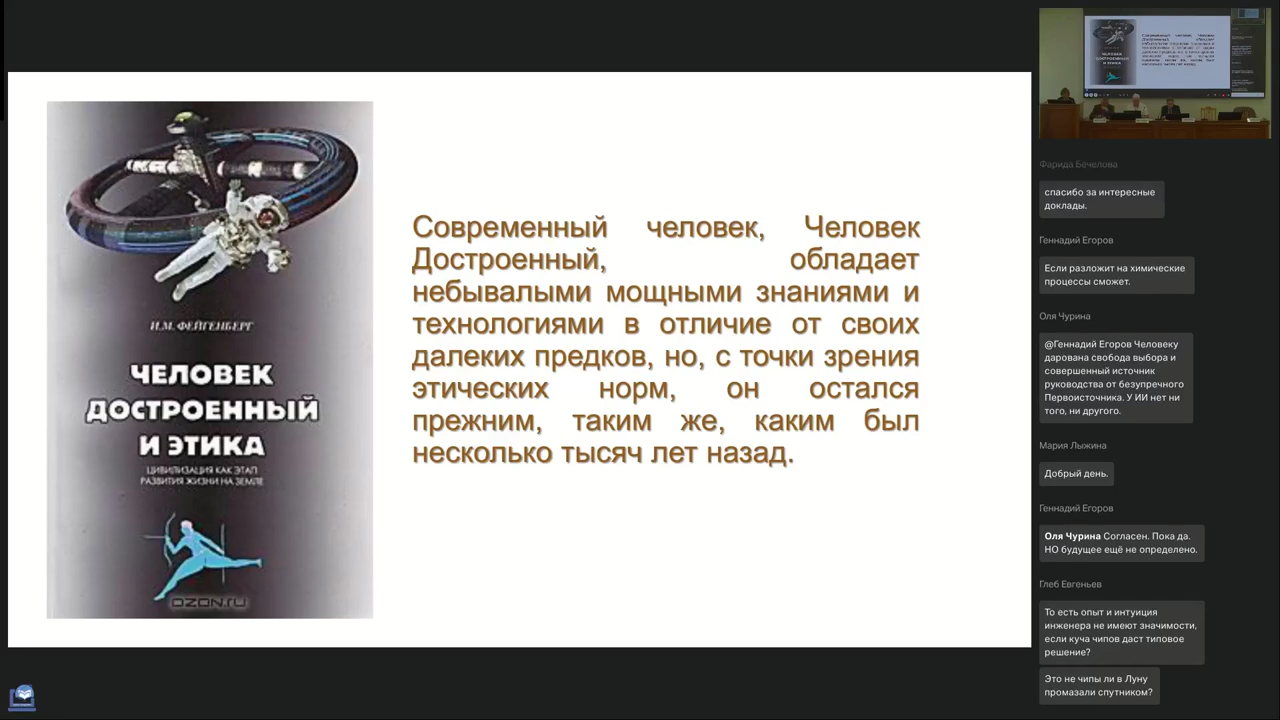 И.М. ФЕЙГЕНБЕРГ
ЧЕЛОВЕК
ДОСТРОЕННЫЙ
И ЭТИКА
ЦИВИЛИЗАЦИЯ КАК ЭТАП
РАЗВИТИЯ ЖИЗНИ НА ЗЕМЛЕ
OZON.RU
Современный человек, Человек
Достроенный, обладает
небывалыми мощными знаниями и
технологиями в отличие от своих
далеких предков, но, с точки зрения
этических норм, он остался
прежним, таким же, каким был
несколько тысяч лет назад.
Фарида Бечелова
спасибо за интересные
доклады.
Геннадий Егоров
Если разложит на химические
процессы сможет.
Оля Чурина
@Геннадий Егоров Человеку
дарована свобода выбора и
совершенный источник
руководства от безупречного
Первоисточника. У ИИ нет ни
того, ни другого.
Мария Лыжина
Добрый день.
Геннадий Егоров
Оля Чурина Согласен. Пока да.
НО будущее ещё не определено.
Глеб Евгеньев
То есть опыт и интуиция
инженера не имеют значимости,
если куча чипов даст типовое
решение?
Это не чипы ли в Луну
промазали спутником?